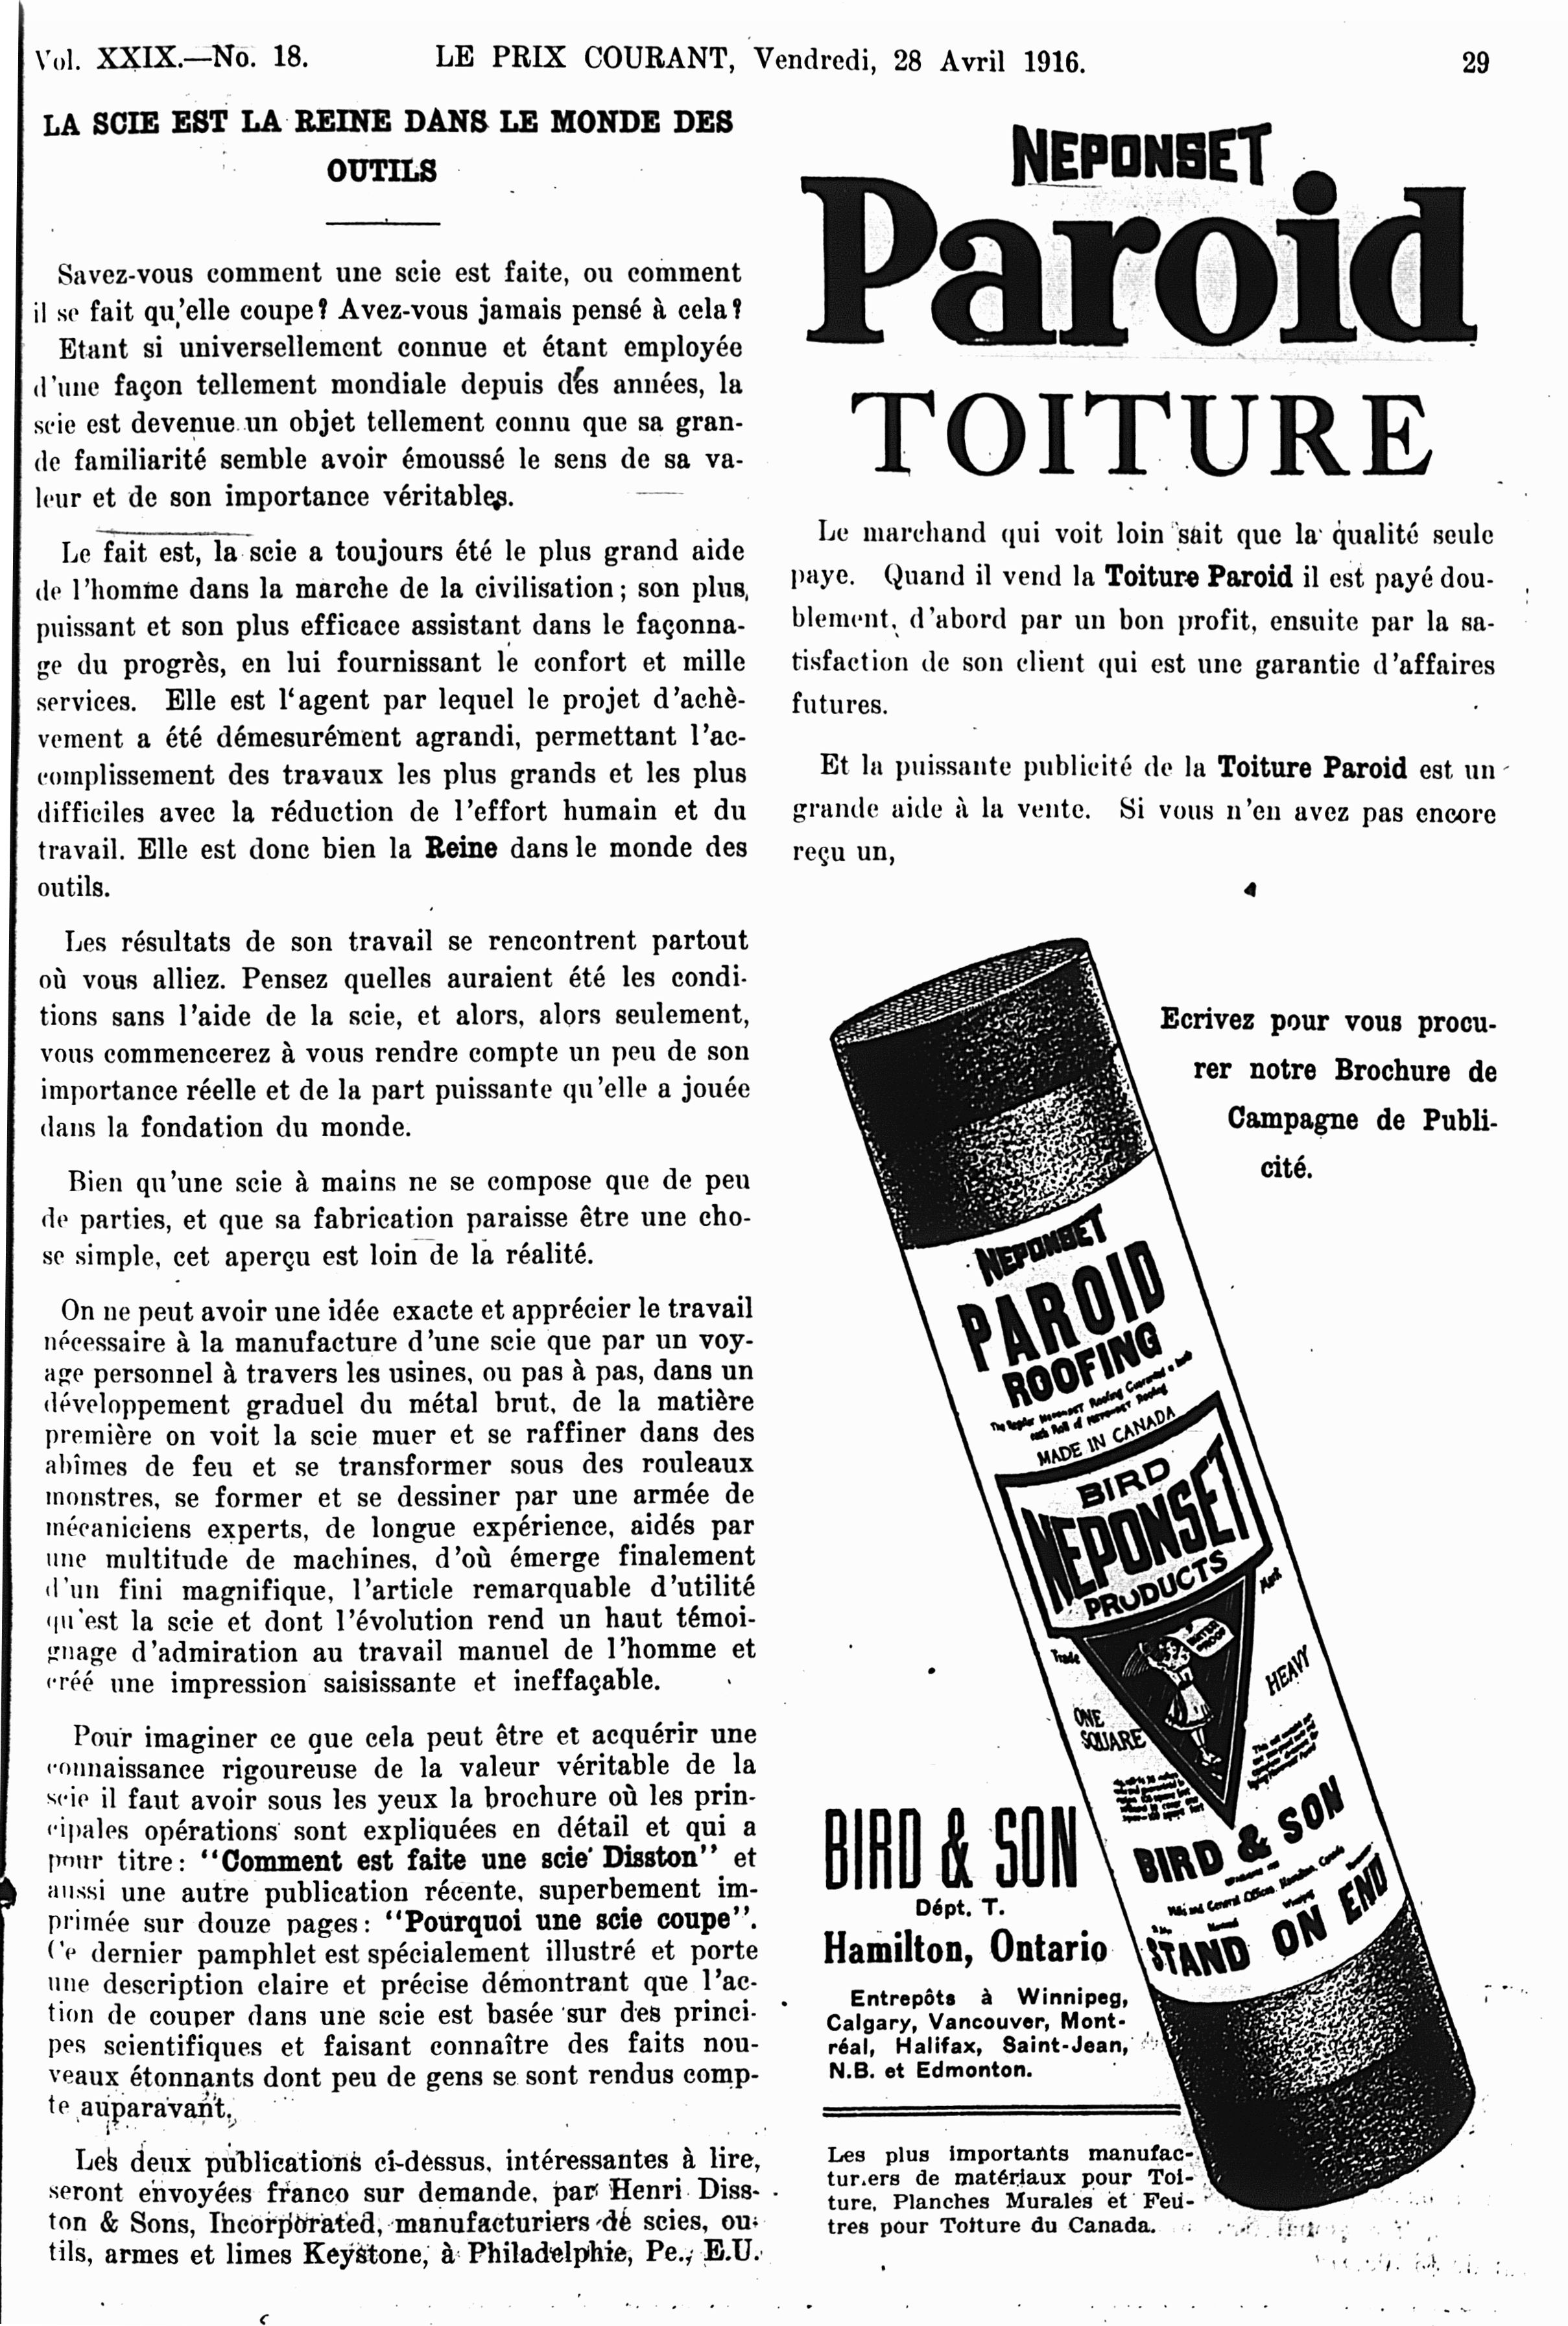 Vol. XXIX.—No. 18. LE PRIX COURANT, Vendredi, 28 Avril 1916. 29
LA SCIE EST LA REINE DANS LE MONDE DES
OUTILS
Savez-vous comment une scie est faite, ou comment
il se fait qu'elle coupe? Avez-vous jamais pensé à cela?
Etant si universellement connue et étant employée
d'une façon tellement mondiale depuis des années, la
scie est devenue un objet tellement connu que sa gran-
de familiarité semble avoir émoussé le sens de sa va-
leur et de son importance véritables.
Le fait est, la scie a toujours été le plus grand aide
de l'homme dans la marche de la civilisation; son plus
puissant et son plus efficace assistant dans le façonna-
ge du progrès, en lui fournissant le confort et mille
services. Elle est l'agent par lequel le projet d'achè-
vement a été démesurément agrandi, permettant l'ac-
complissement des travaux les plus grands et les plus
difficiles avec la réduction de l'effort humain et du
travail. Elle est donc bien la Reine dans le monde des
outils.
Les résultats de son travail se rencontrent partout
où vous alliez. Pensez quelles auraient été les condi-
tions sans l'aide de la scie, et alors, alors seulement,
vous commencerez à vous rendre compte un peu de son
importance réelle et de la part puissante qu'elle a jouée
dans la fondation du monde.
Bien qu'une scie à mains ne se compose que de peu
de parties, et que sa fabrication paraisse être une cho-
se simple, cet aperçu est loin de la réalité.
On ne peut avoir une idée exacte et apprécier le travail
nécessaire à la manufacture d'une scie que par un voy-
age personnel à travers les usines, ou pas à pas, dans un
développement graduel du métal brut, de la matière
première on voit la scie muer et se raffiner dans des
abîmes de feu et se transformer sous des rouleaux
monstres, se former et se dessiner par une armée de
mécaniciens experts, de longue expérience, aidés par
une multitude de machines, d'où émerge finalement
d'un fini magnifique, l'article remarquable d'utilité
qu'est la scie et dont l'évolution rend un haut témoi-
gnage d'admiration au travail manuel de l'homme et
créé une impression saisissante et ineffaçable.
Pour imaginer ce que cela peut être et acquérir une
connaissance rigoureuse de la valeur véritable de la
scie il faut avoir sous les yeux la brochure où les prin-
cipales opérations sont expliquées en détail et qui a
pour titre: "Comment est faite une scie Disston" et
aussi une autre publication récente, superbement im-
primée sur douze pages: "Pourquoi une scie coupe".
Ce dernier pamphlet est spécialement illustré et porte
une description claire et précise démontrant que l'ac-
tion de couper dans une scie est basée sur des princi-
pes scientifiques et faisant connaître des faits nou-
veaux étonnants dont peu de gens se sont rendus comp-
te auparavant.
Les deux publications ci-dessus, intéressantes à lire,
seront envoyées franco sur demande, par Henri Diss-
ton & Sons, Incorporated, manufacturiers de scies, ou-
tils, armes et limes Keystone, à Philadelphie, Pe., E.U.
NEPONSET
Paroid
TOITURE
Le marchand qui voit loin sait que la qualité seule
paye. Quand il vend la Toiture Paroid il est payé dou-
blement, d'abord par un bon profit, ensuite par la sa-
tisfaction de son client qui est une garantie d'affaires
futures.
Et la puissante publicité de la Toiture Paroid est un
grande aide à la vente. Si vous n'en avez pas encore
reçu un,
Ecrivez pour vous procu-
rer notre Brochure de
Campagne de Publi-
cité.
NEPONSET
PAROID
ROOFING
MADE IN CANADA
BIRD
NEPONSET
PRODUCTS
Trade Mark
WATER PROOF
ONE
SQUARE
HEAVY
BIRD & SON
STAND ON END
BIRD & SON
Dépt. T.
Hamilton, Ontario
Entrepôts à Winnipeg,
Calgary, Vancouver, Mont-
réal, Halifax, Saint-Jean,
N.B. et Edmonton.
Les plus importants manufac-
turiers de matériaux pour Toi-
ture, Planches Murales et Feu-
tres pour Toiture du Canada.